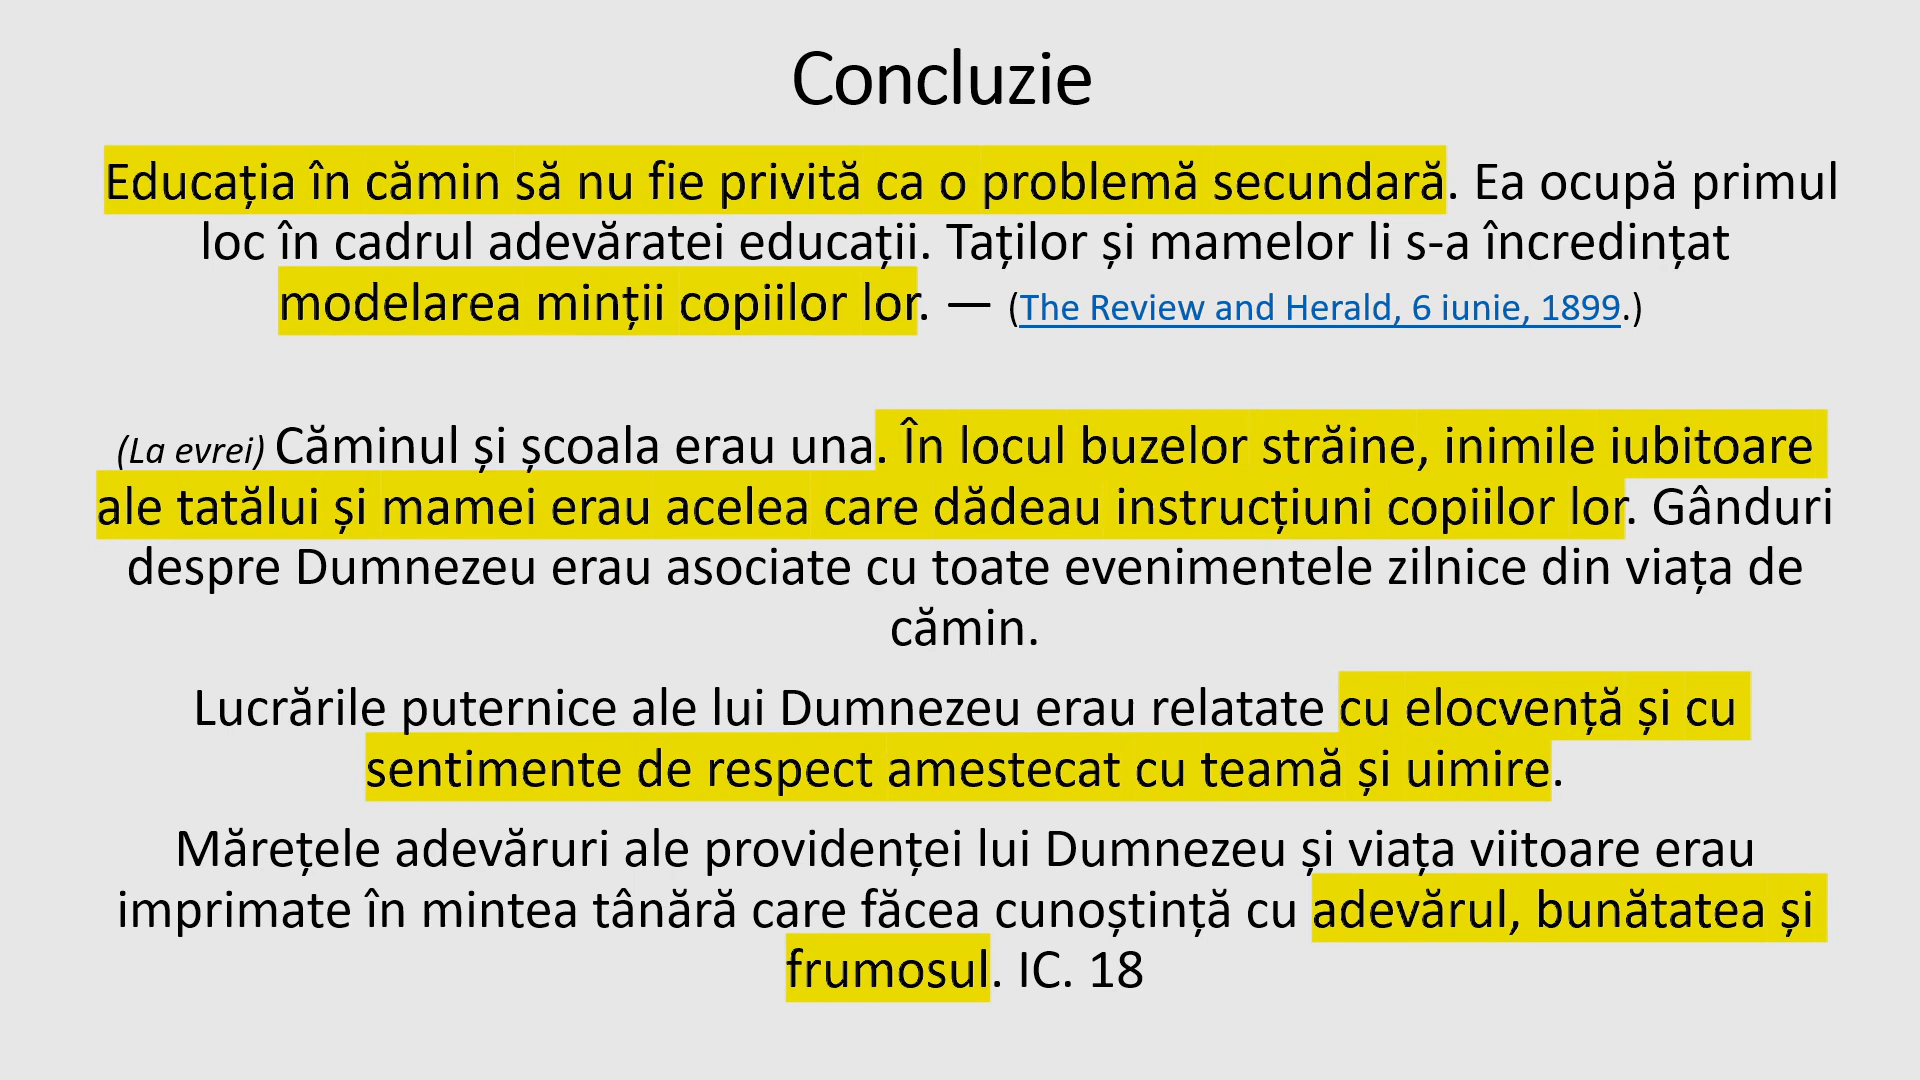 Concluzie
Educația în cămin să nu fie privită ca o problemă secundară. Ea ocupă primul
loc în cadrul adevăratei educații. Taților și mamelor li s-a încredințat
modelarea minții copiilor lor. — (The Review and Herald, 6 iunie, 1899.)
(La evrei) Căminul și școala erau una. În locul buzelor străine, inimile iubitoare
ale tatălui și mamei erau acelea care dădeau instrucțiuni copiilor lor. Gânduri
despre Dumnezeu erau asociate cu toate evenimentele zilnice din viața de
cămin.
Lucrările puternice ale lui Dumnezeu erau relatate cu elocvență și cu
sentimente de respect amestecat cu teamă și uimire.
Mărețele adevăruri ale providenței lui Dumnezeu și viața viitoare erau
imprimate în mintea tânără care făcea cunoștință cu adevărul, bunătatea și
frumosul. IC. 18